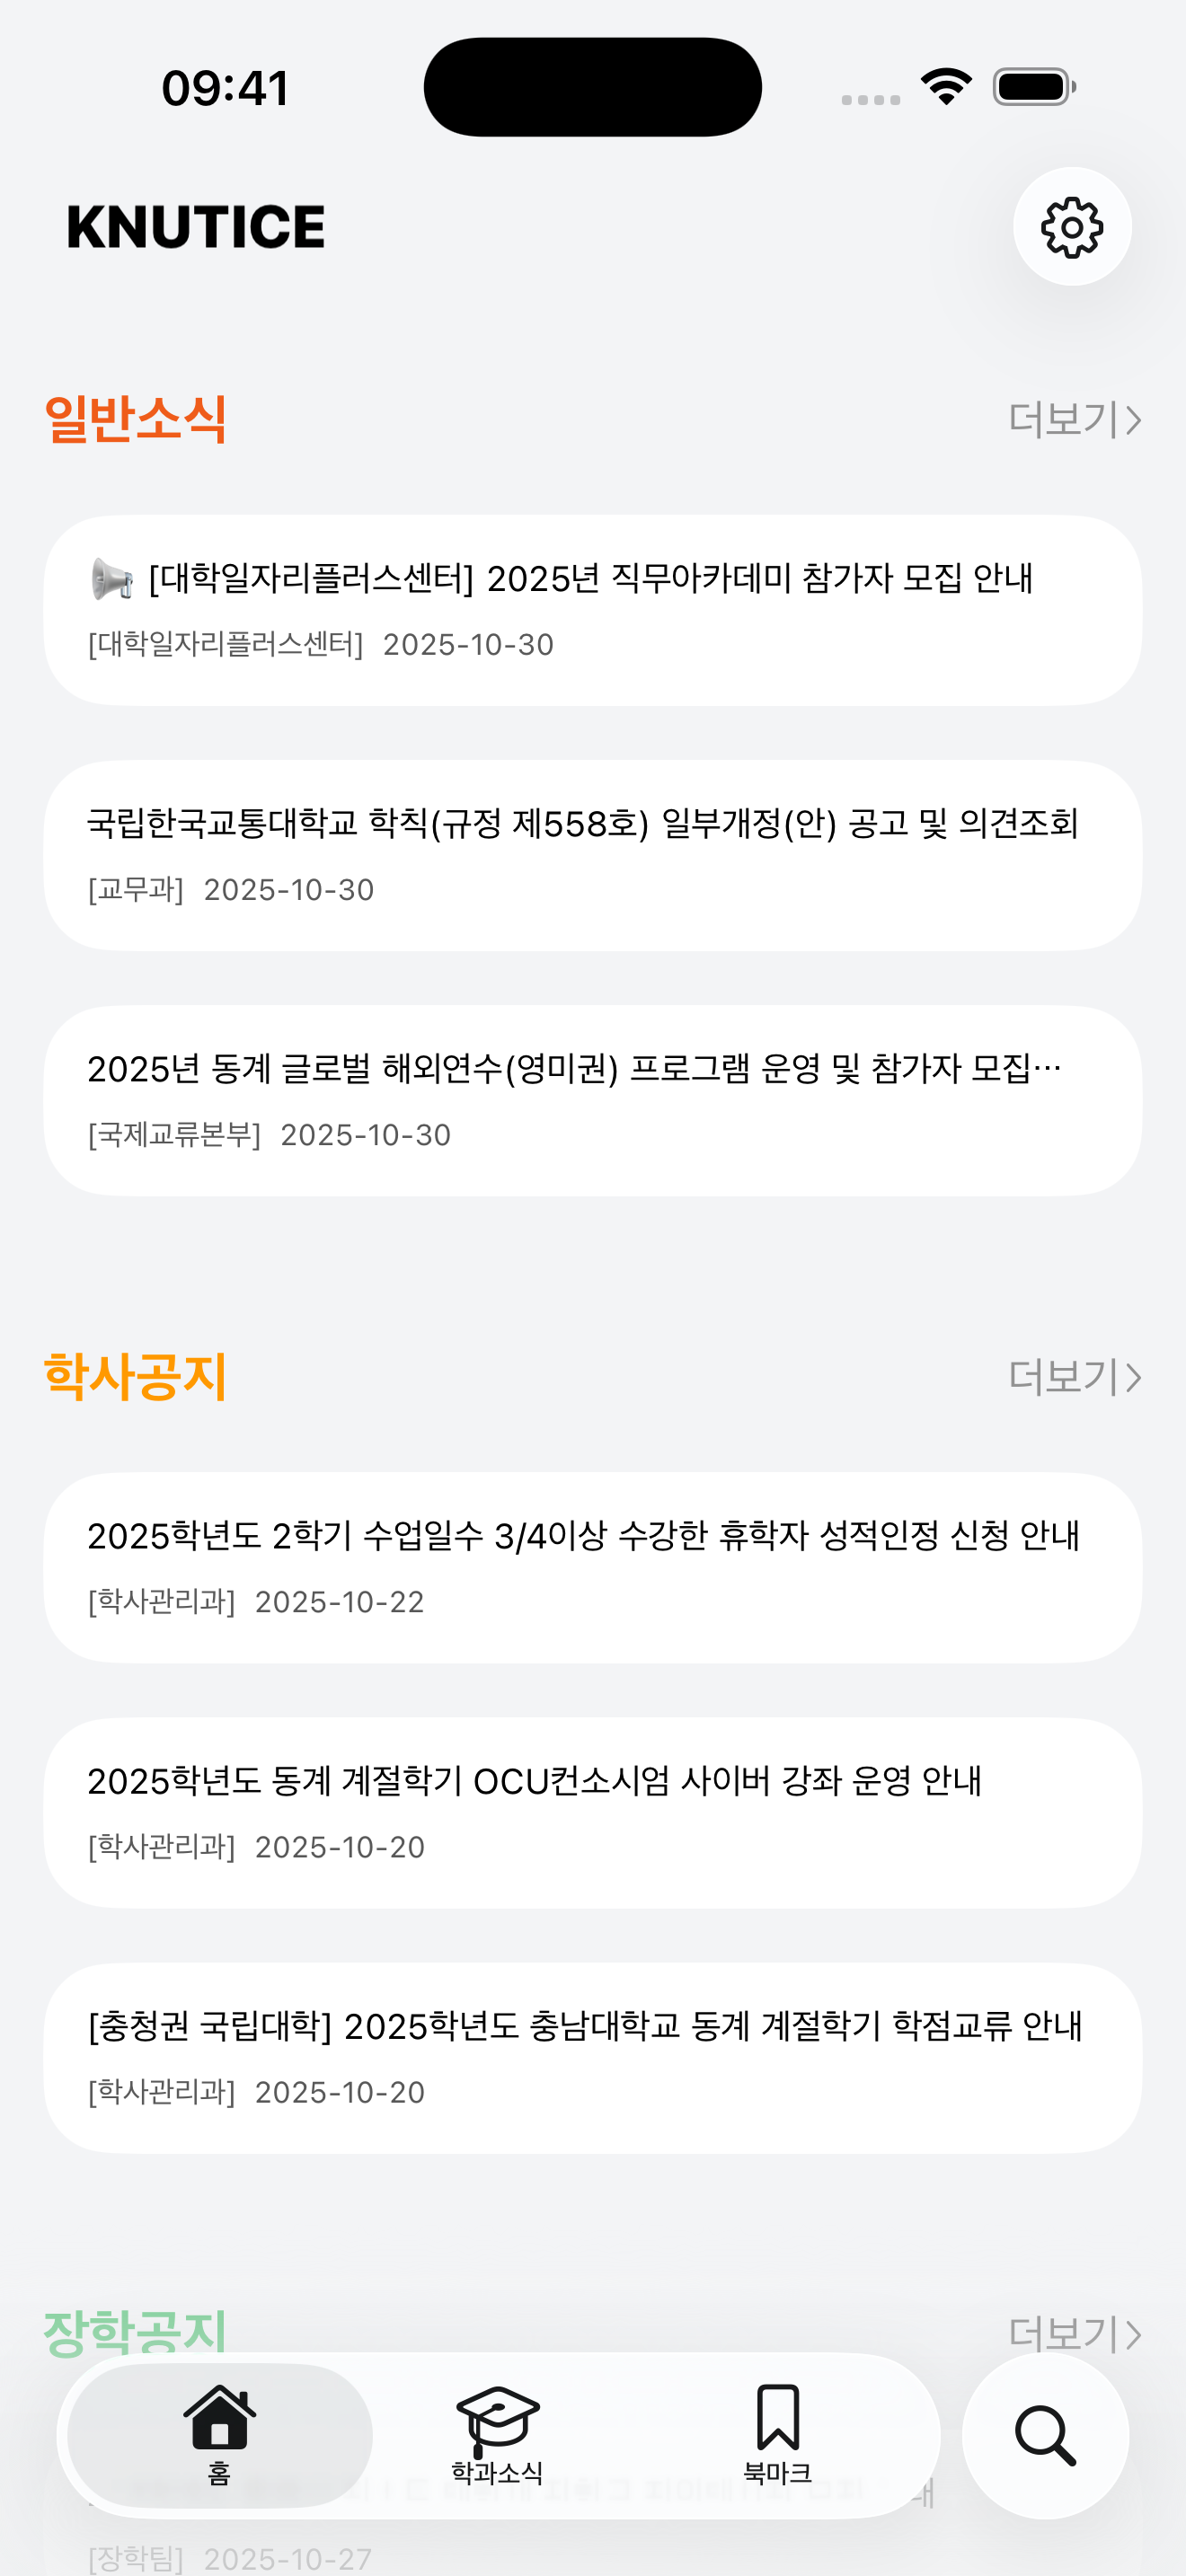 09:41
KNUTICE
일반소식
더보기
[대학일자리플러스센터] 2025년 직무아카데미 참가자 모집 안내
[대학일자리플러스센터] 2025-10-30
국립한국교통대학교 학칙(규정 제558호) 일부개정(안) 공고 및 의견조회
[교무과] 2025-10-30
2025년 동계 글로벌 해외연수(영미권) 프로그램 운영 및 참가자 모집…
[국제교류본부] 2025-10-30
학사공지
더보기
2025학년도 2학기 수업일수 3/4이상 수강한 휴학자 성적인정 신청 안내
[학사관리과] 2025-10-22
2025학년도 동계 계절학기 OCU컨소시엄 사이버 강좌 운영 안내
[학사관리과] 2025-10-20
[충청권 국립대학] 2025학년도 충남대학교 동계 계절학기 학점교류 안내
[학사관리과] 2025-10-20
장학공지
더보기
홈
학과소식
북마크
[장학팀] 2025-10-27